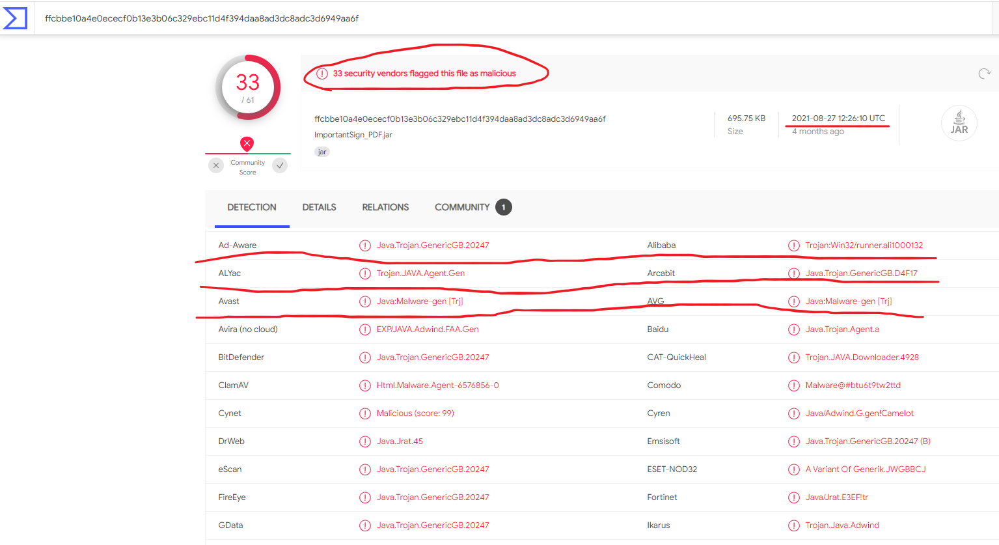 ffcbbe10a4e0ececf0b13e3b06c329ebc11d4f394daa8ad3dc8adc3d6949aa6f
33
/ 61
33 security vendors flagged this file as malicious
ffcbbe10a4e0ececf0b13e3b06c329ebc11d4f394daa8ad3dc8adc3d6949aa6f
ImportantSign_PDF.jar
jar
695.75 KB
Size
2021-08-27 12:26:10 UTC
4 months ago
JAR
Community
Score
DETECTION DETAILS RELATIONS COMMUNITY 1
Ad-Aware Java.Trojan.GenericGB.20247 Alibaba Trojan:Win32/runner.ali1000132
ALYac Trojan.JAVA.Agent.Gen Arcabit Java.Trojan.GenericGB.D4F17
Avast Java:Malware-gen [Trj] AVG Java:Malware-gen [Trj]
Avira (no cloud) EXP/JAVA.Adwind.FAA.Gen Baidu Java.Trojan.Agent.a
BitDefender Java.Trojan.GenericGB.20247 CAT-QuickHeal Trojan.JAVA.Downloader.4928
ClamAV Html.Malware.Agent-6576856-0 Comodo Malware@#btu6t9tw2ttd
Cynet Malicious (score: 99) Cyren Java/Adwind.G.gen!Camelot
DrWeb Java.Jrat.45 Emsisoft Java.Trojan.GenericGB.20247 (B)
eScan Java.Trojan.GenericGB.20247 ESET-NOD32 A Variant Of Generik.JWGBBCJ
FireEye Java.Trojan.GenericGB.20247 Fortinet Java/Jrat.E3EF!tr
GData Java.Trojan.GenericGB.20247 Ikarus Trojan.Java.Adwind